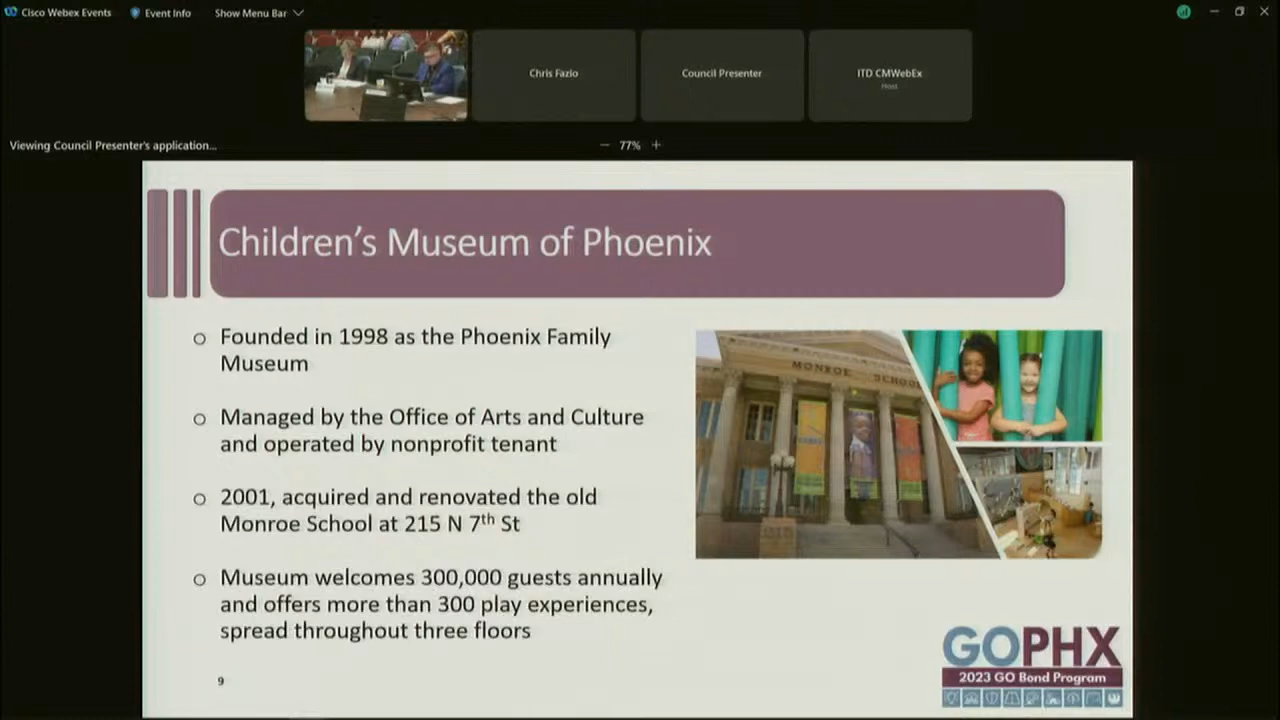 Cisco Webex Events
Event Info
Show Menu Bar
Chris Fazio
Council Presenter
ITD CMWebEx
Host
Viewing Council Presenter's application...
77%
Children's Museum of Phoenix
Founded in 1998 as the Phoenix Family
Museum
Managed by the Office of Arts and Culture
and operated by nonprofit tenant
2001, acquired and renovated the old
Monroe School at 215 N 7th St
Museum welcomes 300,000 guests annually
and offers more than 300 play experiences,
spread throughout three floors
MONROE SCHOOL
9
GOPHX
2023 GO Bond Program